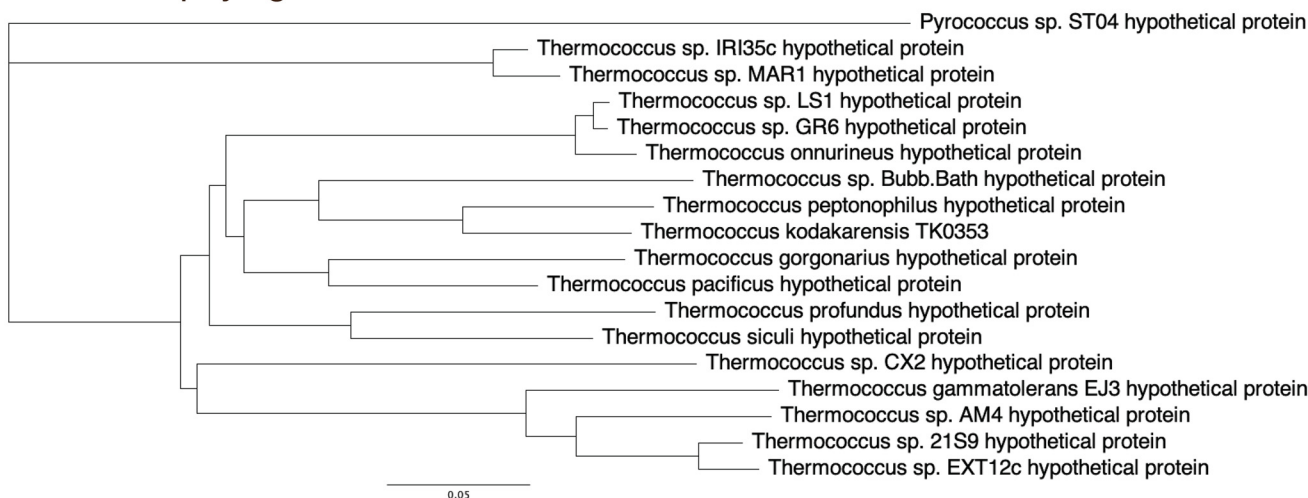 Pyrococcus sp. ST04 hypothetical protein
Thermococcus sp. IRI35c hypothetical protein
Thermococcus sp. MAR1 hypothetical protein
Thermococcus sp. LS1 hypothetical protein
Thermococcus sp. GR6 hypothetical protein
Thermococcus onnurineus hypothetical protein
Thermococcus sp. Bubb.Bath hypothetical protein
Thermococcus peptonophilus hypothetical protein
Thermococcus kodakarensis TK0353
Thermococcus gorgonarius hypothetical protein
Thermococcus pacificus hypothetical protein
Thermococcus profundus hypothetical protein
Thermococcus siculi hypothetical protein
Thermococcus sp. CX2 hypothetical protein
Thermococcus gammatolerans EJ3 hypothetical protein
Thermococcus sp. AM4 hypothetical protein
Thermococcus sp. 21S9 hypothetical protein
Thermococcus sp. EXT12c hypothetical protein
0.05